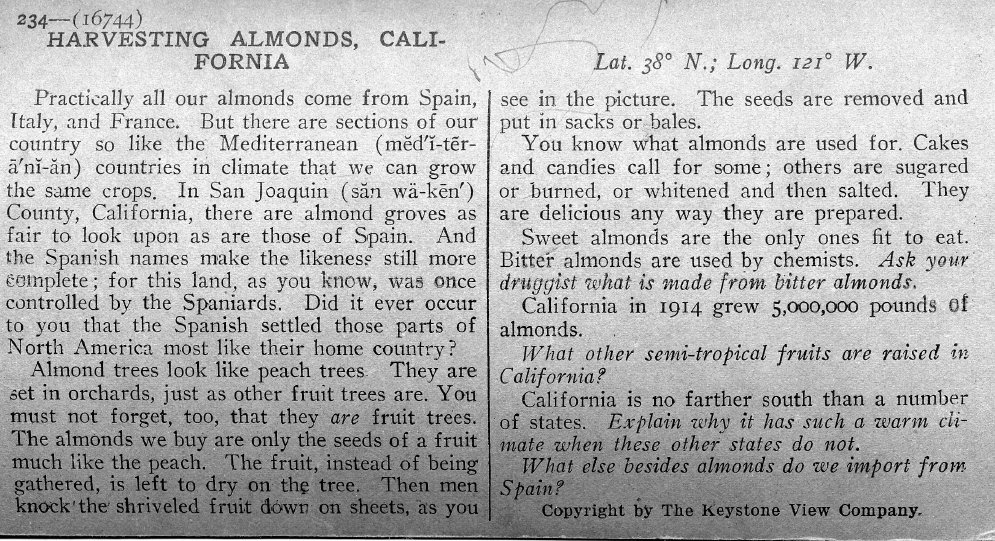 234—(16744)
HARVESTING ALMONDS, CALI-
FORNIA
Lat. 38° N.; Long. 121° W.
Practically all our almonds come from Spain,
Italy, and France. But there are sections of our
country so like the Mediterranean (mĕd′ĭ-tĕr-
ā′nĭ-ăn) countries in climate that we can grow
the same crops. In San Joaquin (săn wä-kēn′)
County, California, there are almond groves as
fair to look upon as are those of Spain. And
the Spanish names make the likeness still more
complete; for this land, as you know, was once
controlled by the Spaniards. Did it ever occur
to you that the Spanish settled those parts of
North America most like their home country?
Almond trees look like peach trees. They are
set in orchards, just as other fruit trees are. You
must not forget, too, that they are fruit trees.
The almonds we buy are only the seeds of a fruit
much like the peach. The fruit, instead of being
gathered, is left to dry on the tree. Then men
knock the shriveled fruit down on sheets, as you
see in the picture. The seeds are removed and
put in sacks or bales.
You know what almonds are used for. Cakes
and candies call for some; others are sugared
or burned, or whitened and then salted. They
are delicious any way they are prepared.
Sweet almonds are the only ones fit to eat.
Bitter almonds are used by chemists. Ask your
druggist what is made from bitter almonds.
California in 1914 grew 5,000,000 pounds of
almonds.
What other semi-tropical fruits are raised in
California?
California is no farther south than a number
of states. Explain why it has such a warm cli-
mate when these other states do not.
What else besides almonds do we import from
Spain?
Copyright by The Keystone View Company.